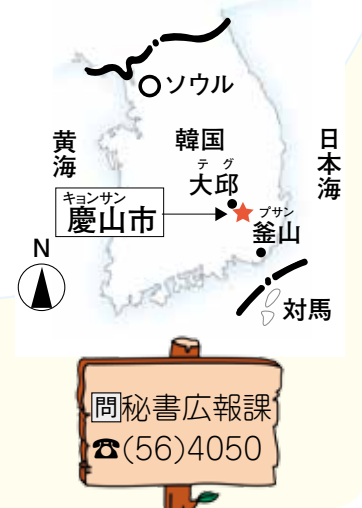 ソウル
黄海
韓国
日本海
テグ
大邱
キョンサン
慶山市
プサン
釜山
N
対馬
問秘書広報課
☎(56)4050